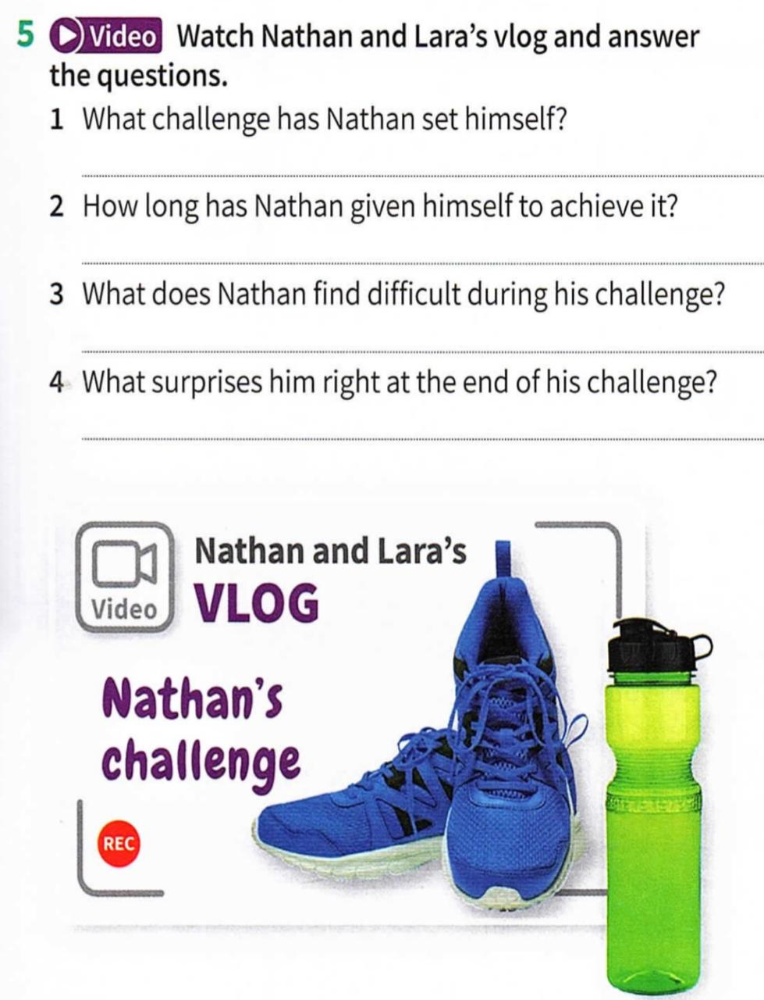 5 Video Watch Nathan and Lara's vlog and answer
the questions.
1 What challenge has Nathan set himself?
2 How long has Nathan given himself to achieve it?
3 What does Nathan find difficult during his challenge?
4 What surprises him right at the end of his challenge?
Nathan and Lara's
VLOG
Video
Nathan's
challenge
REC